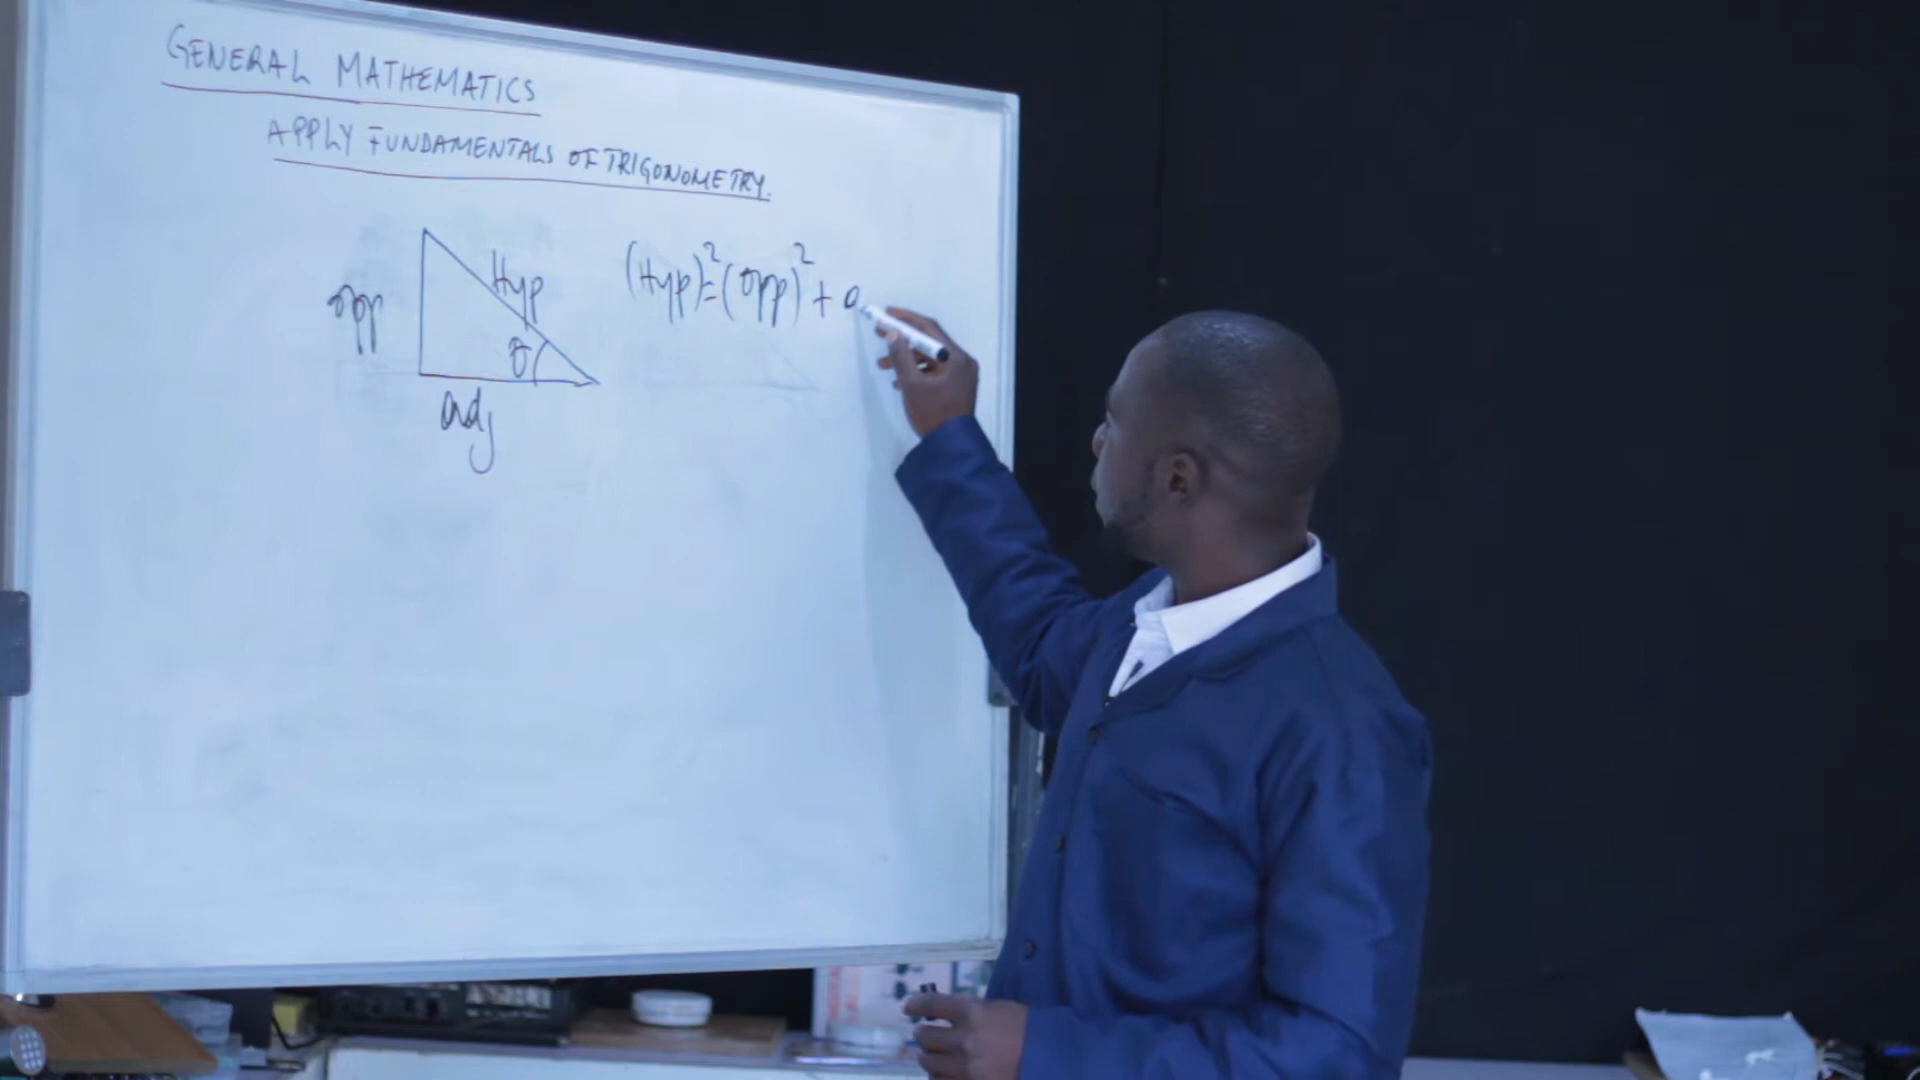 GENERAL MATHEMATICS
APPLY FUNDAMENTALS OF TRIGONOMETRY.
opp
Hyp
θ
adj
(Hyp)²=(opp)² + a